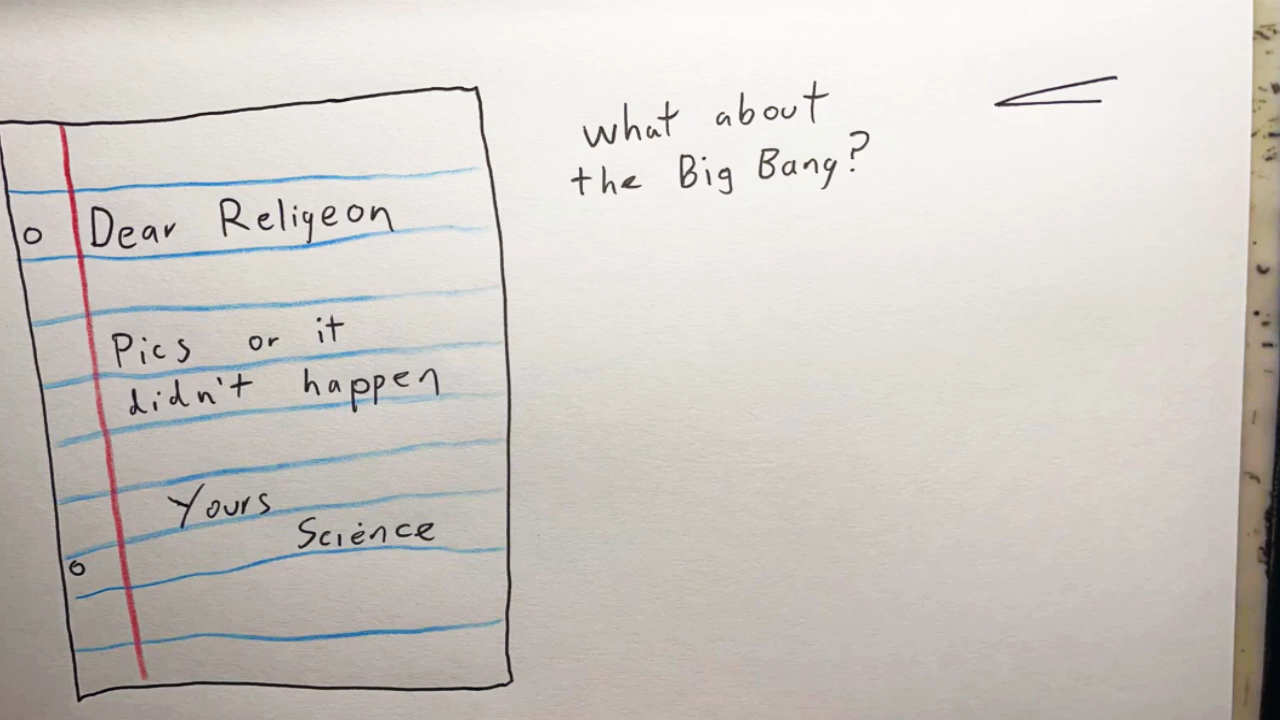 Dear Religeon
Pics or it
didn't happen
Yours
Science
what about
the Big Bang?